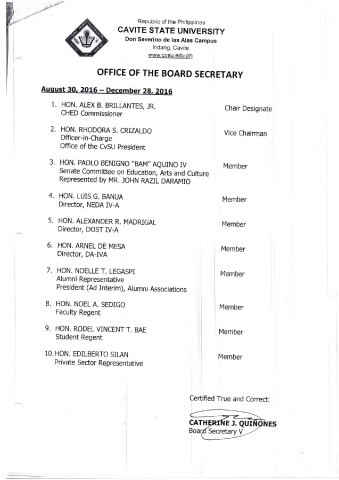 Republic of the Philippines
CAVITE STATE UNIVERSITY
Don Severino de las Alas Campus
Indang, Cavite
www.cvsu.edu.ph
OFFICE OF THE BOARD SECRETARY
August 30, 2016 – December 28, 2016
1. HON. ALEX B. BRILLANTES, JR. Chair Designate
CHED Commissioner
2. HON. RHODORA S. CRIZALDO Vice Chairman
Officer-in-Charge
Office of the CvSU President
3. HON. PAOLO BENIGNO "BAM" AQUINO IV Member
Senate Committee on Education, Arts and Culture
Represented by MR. JOHN RAZIL DARAMIO
4. HON. LUIS G. BANUA Member
Director, NEDA IV-A
5. HON. ALEXANDER R. MADRIGAL Member
Director, DOST IV-A
6. HON. ARNEL DE MESA Member
Director, DA-IVA
7. HON. NOELLE T. LEGASPI Member
Alumni Representative
President (Ad Interim), Alumni Associations
8. HON. NOEL A. SEDIGO Member
Faculty Regent
9. HON. RODEL VINCENT T. BAE Member
Student Regent
10. HON. EDILBERTO SILAN Member
Private Sector Representative
Certified True and Correct:
CATHERINE J. QUIÑONES
Board Secretary V